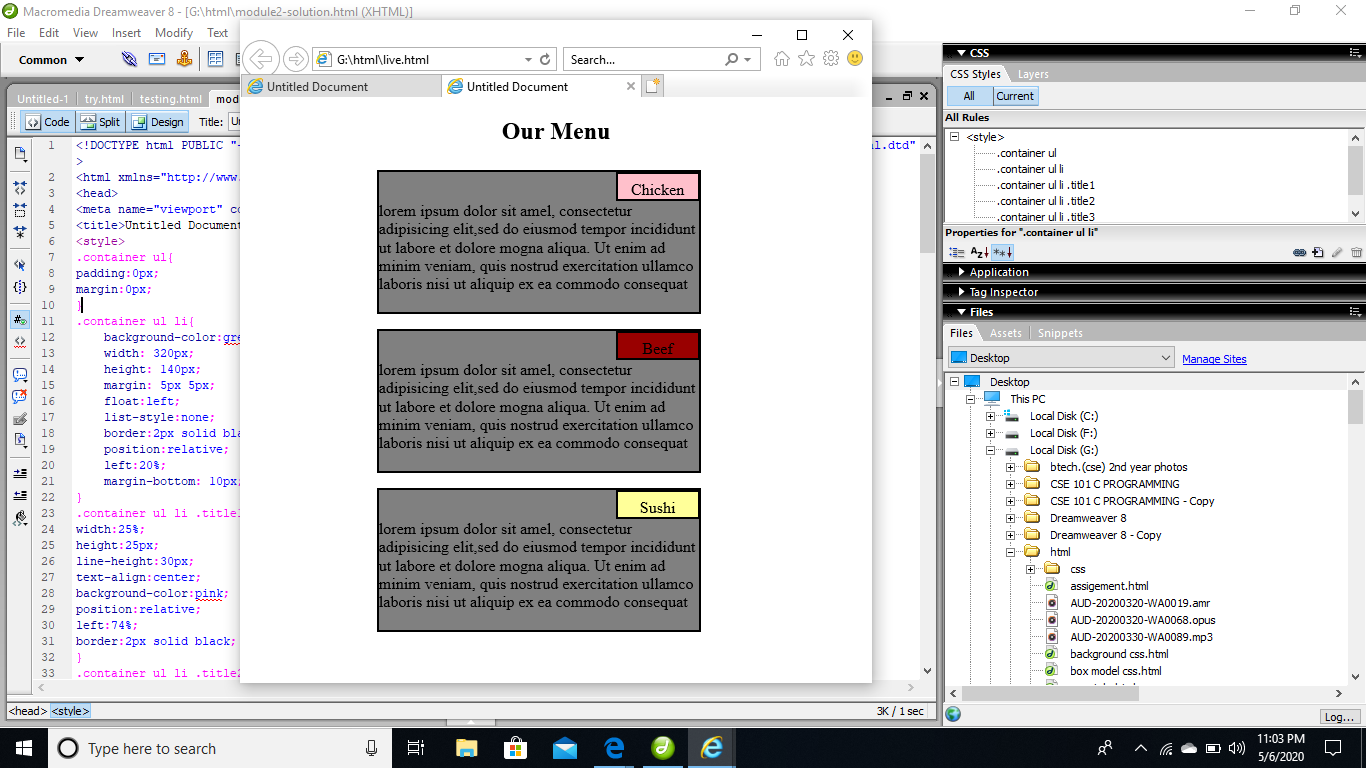 Macromedia Dreamweaver 8 - [G:\html\module2-solution.html (XHTML)]
File Edit View Insert Modify Text
Common
Untitled-1 try.html testing.html mod
Code Split Design Title: Un
1 <!DOCTYPE html PUBLIC "- ml.dtd"
>
2 <html xmlns="http://www.
3 <head>
4 <meta name="viewport" co
5 <title>Untitled Document
6 <style>
7 .container ul{
8 padding:0px;
9 margin:0px;
10 }
11 .container ul li{
12 background-color:gre
13 width: 320px;
14 height: 140px;
15 margin: 5px 5px;
16 float:left;
17 list-style:none;
18 border:2px solid bla
19 position:relative;
20 left:20%;
21 margin-bottom: 10px;
22 }
23 .container ul li .title1
24 width:25%;
25 height:25px;
26 line-height:30px;
27 text-align:center;
28 background-color:pink;
29 position:relative;
30 left:74%;
31 border:2px solid black;
32 }
33 .container ul li .title2
<head> <style>
3K / 1 sec
G:\html\live.html
Search...
Untitled Document
Untitled Document
Our Menu
Chicken
lorem ipsum dolor sit amel, consectetur
adipisicing elit,sed do eiusmod tempor incididunt
ut labore et dolore mogna aliqua. Ut enim ad
minim veniam, quis nostrud exercitation ullamco
laboris nisi ut aliquip ex ea commodo consequat
Beef
lorem ipsum dolor sit amel, consectetur
adipisicing elit,sed do eiusmod tempor incididunt
ut labore et dolore mogna aliqua. Ut enim ad
minim veniam, quis nostrud exercitation ullamco
laboris nisi ut aliquip ex ea commodo consequat
Sushi
lorem ipsum dolor sit amel, consectetur
adipisicing elit,sed do eiusmod tempor incididunt
ut labore et dolore mogna aliqua. Ut enim ad
minim veniam, quis nostrud exercitation ullamco
laboris nisi ut aliquip ex ea commodo consequat
CSS
CSS Styles Layers
All Current
All Rules
<style>
.container ul
.container ul li
.container ul li .title1
.container ul li .title2
.container ul li .title3
Properties for ".container ul li"
Application
Tag Inspector
Files
Files Assets Snippets
Desktop Manage Sites
Desktop
This PC
Local Disk (C:)
Local Disk (F:)
Local Disk (G:)
btech.(cse) 2nd year photos
CSE 101 C PROGRAMMING
CSE 101 C PROGRAMMING - Copy
Dreamweaver 8
Dreamweaver 8 - Copy
html
css
assigement.html
AUD-20200320-WA0019.amr
AUD-20200320-WA0068.opus
AUD-20200330-WA0089.mp3
background css.html
box model css.html
Log...
Type here to search
11:03 PM
5/6/2020